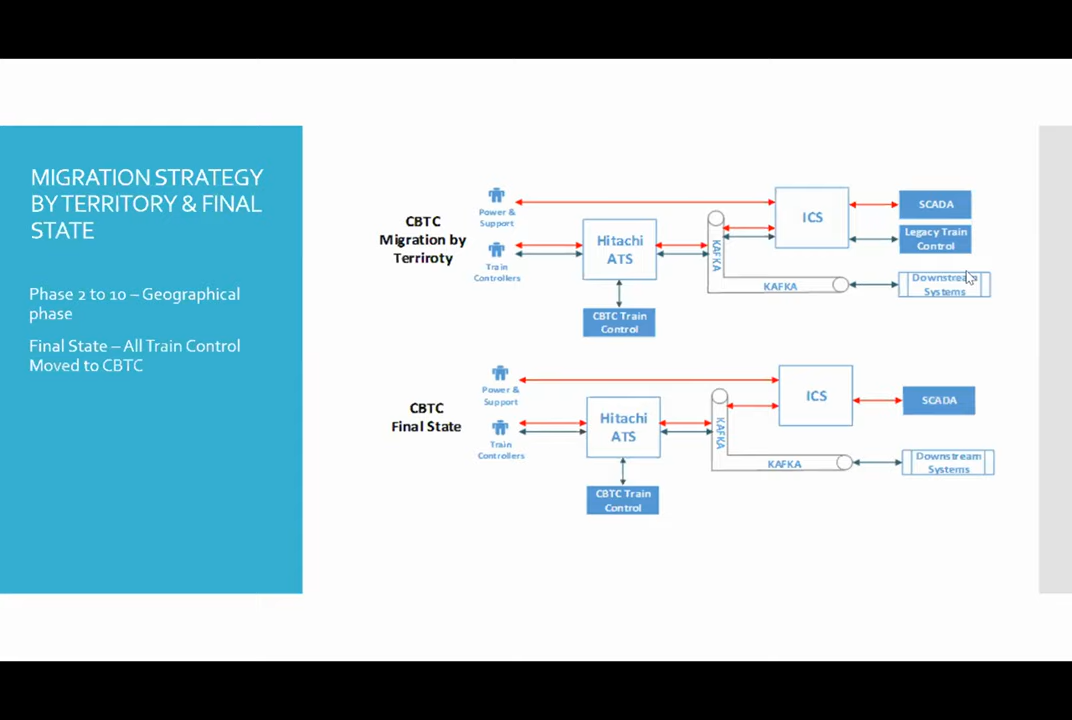 MIGRATION STRATEGY
BY TERRITORY & FINAL
STATE
Phase 2 to 10 – Geographical
phase
Final State – All Train Control
Moved to CBTC
CBTC
Migration by
Terriroty
Power &
Support
Train
Controllers
Hitachi
ATS
CBTC Train
Control
KAFKA
KAFKA
ICS
SCADA
Legacy Train
Control
Downstream
Systems
CBTC
Final State
Power &
Support
Train
Controllers
Hitachi
ATS
CBTC Train
Control
KAFKA
KAFKA
ICS
SCADA
Downstream
Systems